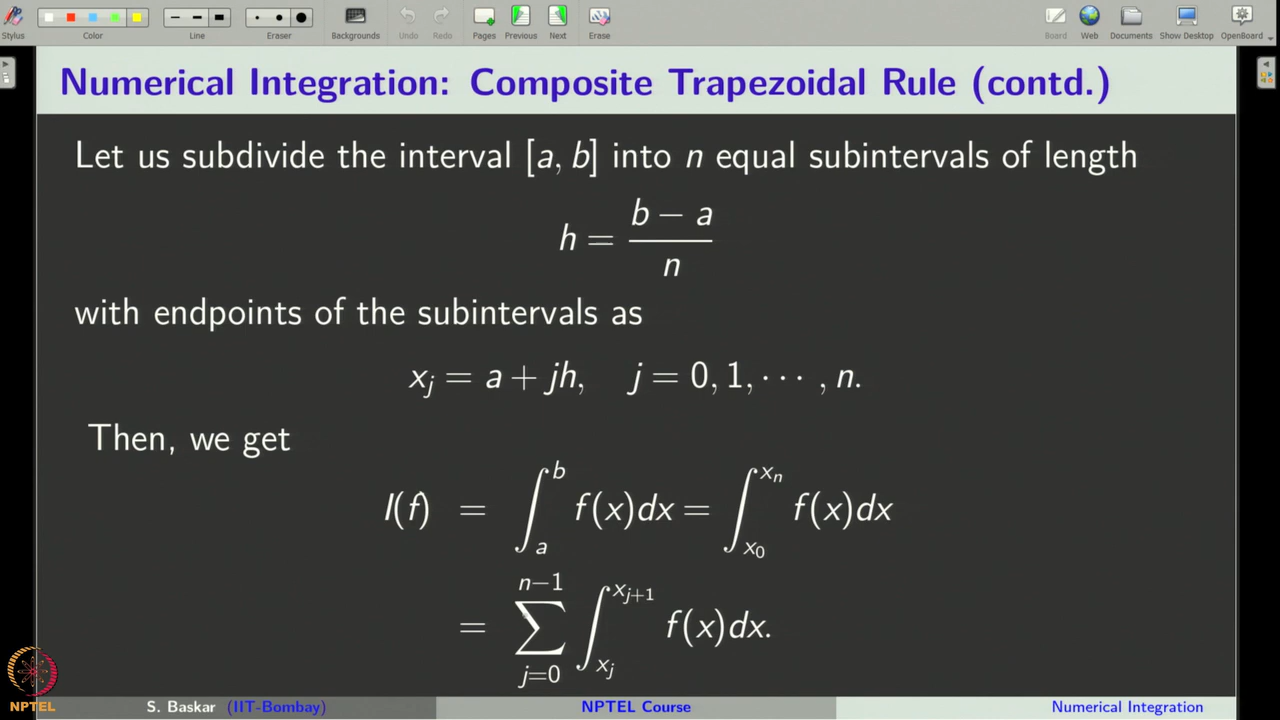 Stylus Color Line Eraser Backgrounds Undo Redo Pages Previous Next Erase Board Web Documents Show Desktop OpenBoard
Numerical Integration: Composite Trapezoidal Rule (contd.)
Let us subdivide the interval [a, b] into n equal subintervals of length
h = \frac{b − a}{n}
with endpoints of the subintervals as
x_j = a + jh, j = 0, 1, ⋯ , n.
Then, we get
I(f) = ∫_a^b f(x)dx = ∫_{x_0}^{x_n} f(x)dx
= ∑_{j=0}^{n−1} ∫_{x_j}^{x_{j+1}} f(x)dx.
NPTEL
S. Baskar (IIT-Bombay) NPTEL Course Numerical Integration